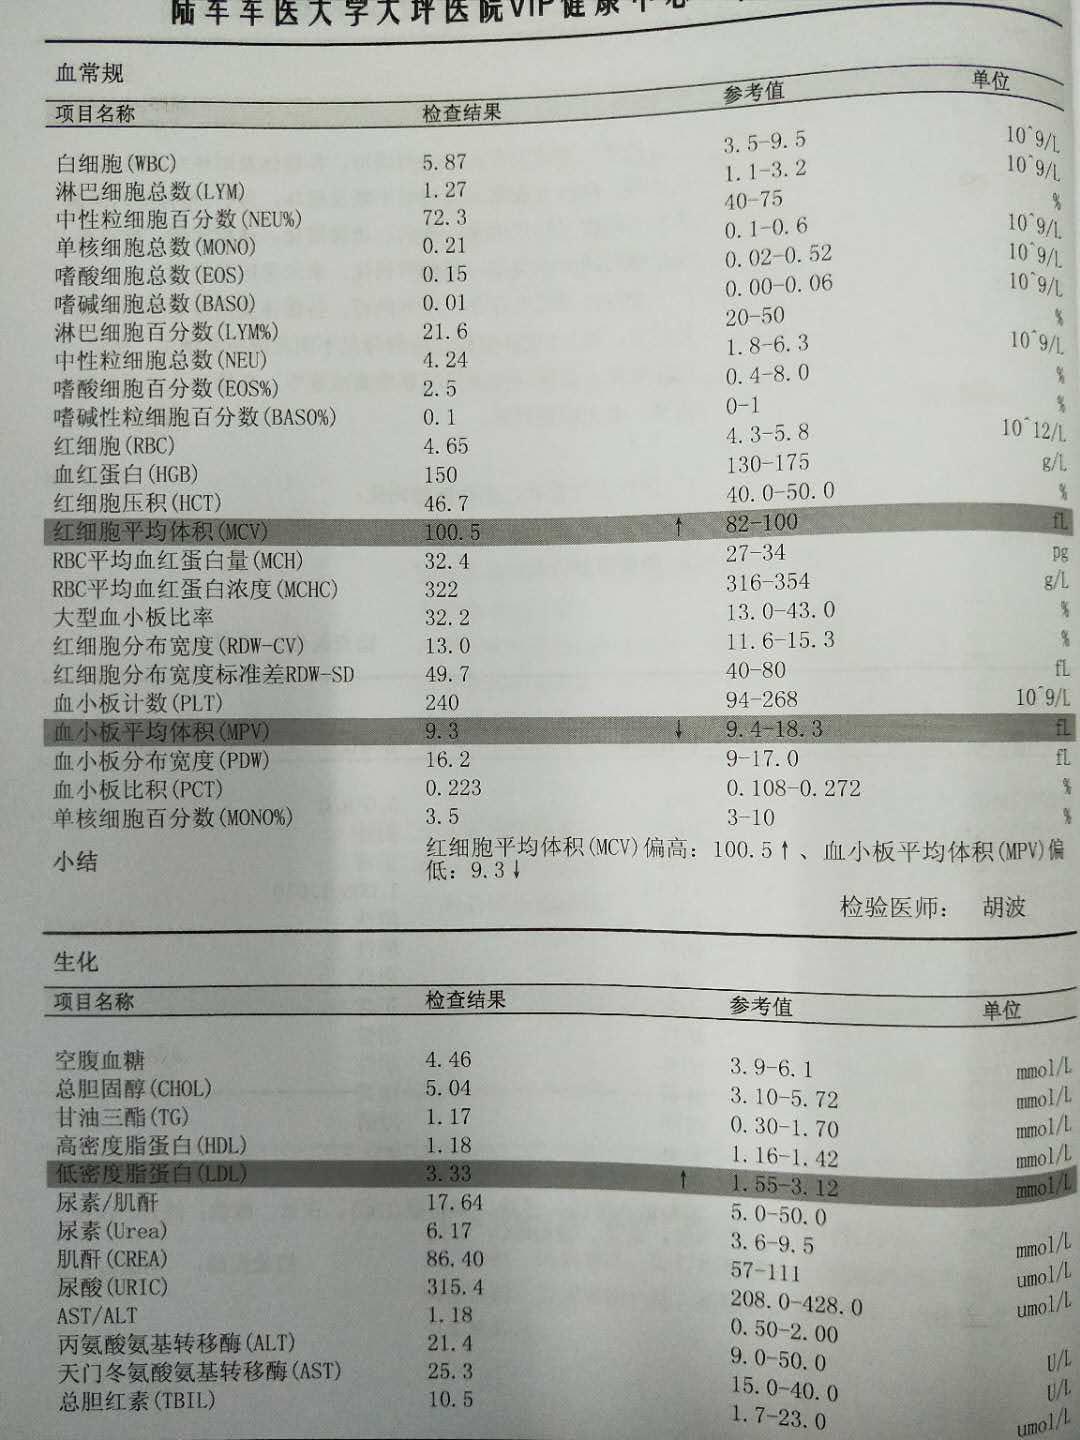 陆军军医大学大坪医院VIP健康中心
血常规
项目名称 检查结果 参考值 单位
白细胞(WBC) 5.87 3.5-9.5 10^9/L
淋巴细胞总数(LYM) 1.27 1.1-3.2 10^9/L
中性粒细胞百分数(NEU%) 72.3 40-75 %
单核细胞总数(MONO) 0.21 0.1-0.6 10^9/L
嗜酸细胞总数(EOS) 0.15 0.02-0.52 10^9/L
嗜碱细胞总数(BASO) 0.01 0.00-0.06 10^9/L
淋巴细胞百分数(LYM%) 21.6 20-50 %
中性粒细胞总数(NEU) 4.24 1.8-6.3 10^9/L
嗜酸细胞百分数(EOS%) 2.5 0.4-8.0 %
嗜碱性粒细胞百分数(BASO%) 0.1 0-1 %
红细胞(RBC) 4.65 4.3-5.8 10^12/L
血红蛋白(HGB) 150 130-175 g/L
红细胞压积(HCT) 46.7 40.0-50.0 %
红细胞平均体积(MCV) 100.5 ↑ 82-100 fL
RBC平均血红蛋白量(MCH) 32.4 27-34 pg
RBC平均血红蛋白浓度(MCHC) 322 316-354 g/L
大型血小板比率 32.2 13.0-43.0 %
红细胞分布宽度(RDW-CV) 13.0 11.6-15.3 %
红细胞分布宽度标准差RDW-SD 49.7 40-80 fL
血小板计数(PLT) 240 94-268 10^9/L
血小板平均体积(MPV) 9.3 ↓ 9.4-18.3 fL
血小板分布宽度(PDW) 16.2 9-17.0 fL
血小板比积(PCT) 0.223 0.108-0.272 %
单核细胞百分数(MONO%) 3.5 3-10 %
小结 红细胞平均体积(MCV)偏高：100.5↑、血小板平均体积(MPV)偏
低：9.3↓
检验医师： 胡波
生化
项目名称 检查结果 参考值 单位
空腹血糖 4.46 3.9-6.1 mmol/L
总胆固醇(CHOL) 5.04 3.10-5.72 mmol/L
甘油三酯(TG) 1.17 0.30-1.70 mmol/L
高密度脂蛋白(HDL) 1.18 1.16-1.42 mmol/L
低密度脂蛋白(LDL) 3.33 ↑ 1.55-3.12 mmol/L
尿素/肌酐 17.64 5.0-50.0
尿素(Urea) 6.17 3.6-9.5 mmol/L
肌酐(CREA) 86.40 57-111 umol/L
尿酸(URIC) 315.4 208.0-428.0 umol/L
AST/ALT 1.18 0.50-2.00
丙氨酸氨基转移酶(ALT) 21.4 9.0-50.0 U/L
天门冬氨酸氨基转移酶(AST) 25.3 15.0-40.0 U/L
总胆红素(TBIL) 10.5 1.7-23.0 umol/L